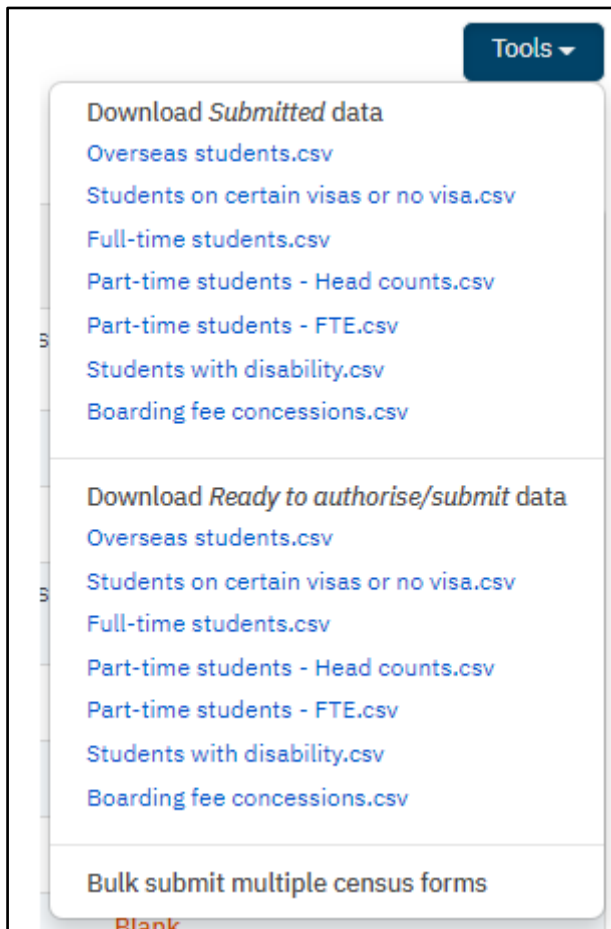 Tools
Download Submitted data
Overseas students.csv
Students on certain visas or no visa.csv
Full-time students.csv
Part-time students - Head counts.csv
Part-time students - FTE.csv
Students with disability.csv
Boarding fee concessions.csv
Download Ready to authorise/submit data
Overseas students.csv
Students on certain visas or no visa.csv
Full-time students.csv
Part-time students - Head counts.csv
Part-time students - FTE.csv
Students with disability.csv
Boarding fee concessions.csv
Bulk submit multiple census forms
Blank